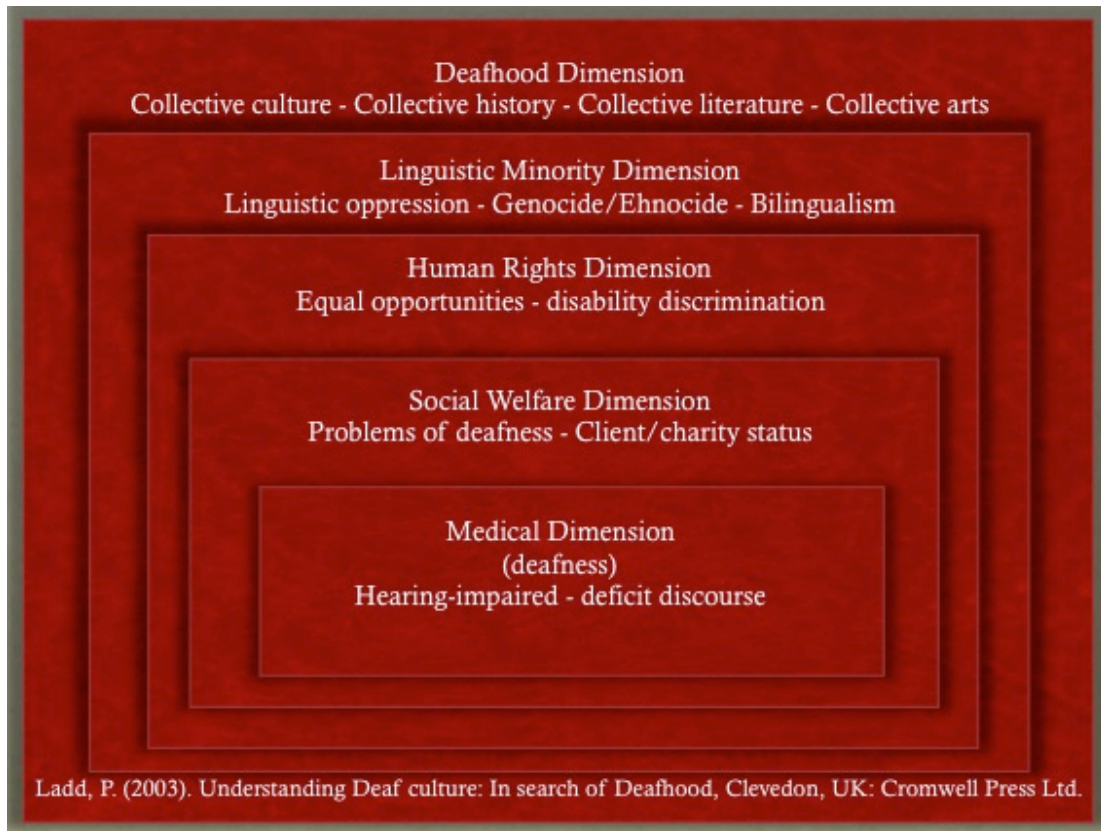 Deafhood Dimension
Collective culture - Collective history - Collective literature - Collective arts
Linguistic Minority Dimension
Linguistic oppression - Genocide/Ehnocide - Bilingualism
Human Rights Dimension
Equal opportunities - disability discrimination
Social Welfare Dimension
Problems of deafness - Client/charity status
Medical Dimension
(deafness)
Hearing-impaired - deficit discourse
Ladd, P. (2003). Understanding Deaf culture: In search of Deafhood, Clevedon, UK: Cromwell Press Ltd.